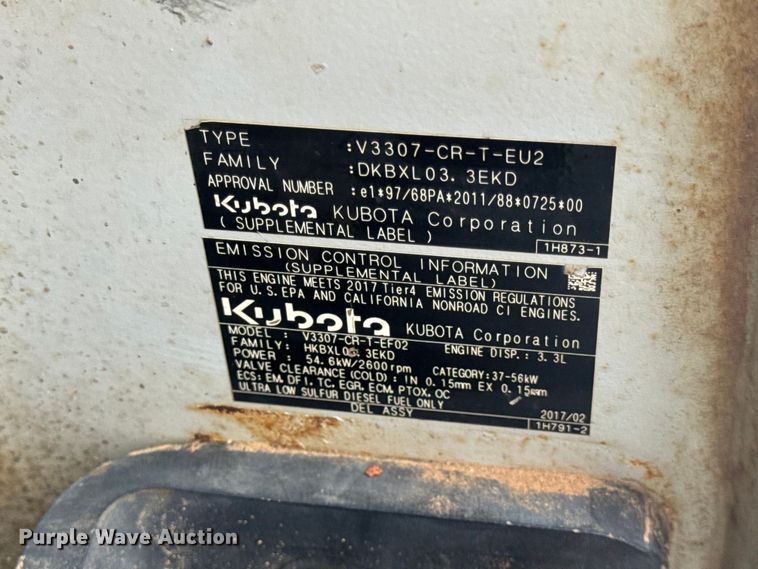 TYPE :V3307-CR-T-EU2
FAMILY :DKBXL03.3EKD
APPROVAL NUMBER :e1*97/68PA*2011/88*0725*00
Kubota KUBOTA Corporation
(SUPPLEMENTAL LABEL) 1H873-1
EMISSION CONTROL INFORMATION
(SUPPLEMENTAL LABEL)
THIS ENGINE MEETS 2017 Tier4 EMISSION REGULATIONS
FOR U.S.EPA AND CALIFORNIA NONROAD CI ENGINES.
Kubota KUBOTA Corporation
MODEL : V3307-CR-T-EF02 ENGINE DISP.: 3.3L
FAMILY: HKBXL03.3EKD
POWER : 54.6kW/2600rpm CATEGORY:37-56kW
VALVE CLEARANCE (COLD): IN 0.15mm EX 0.15mm
ECS: EM, DFI, TC, EGR, ECM, PTOX, OC
ULTRA LOW SULFUR DIESEL FUEL ONLY 2017/02
DEL ASSY 1H791-2
Purple Wave Auction